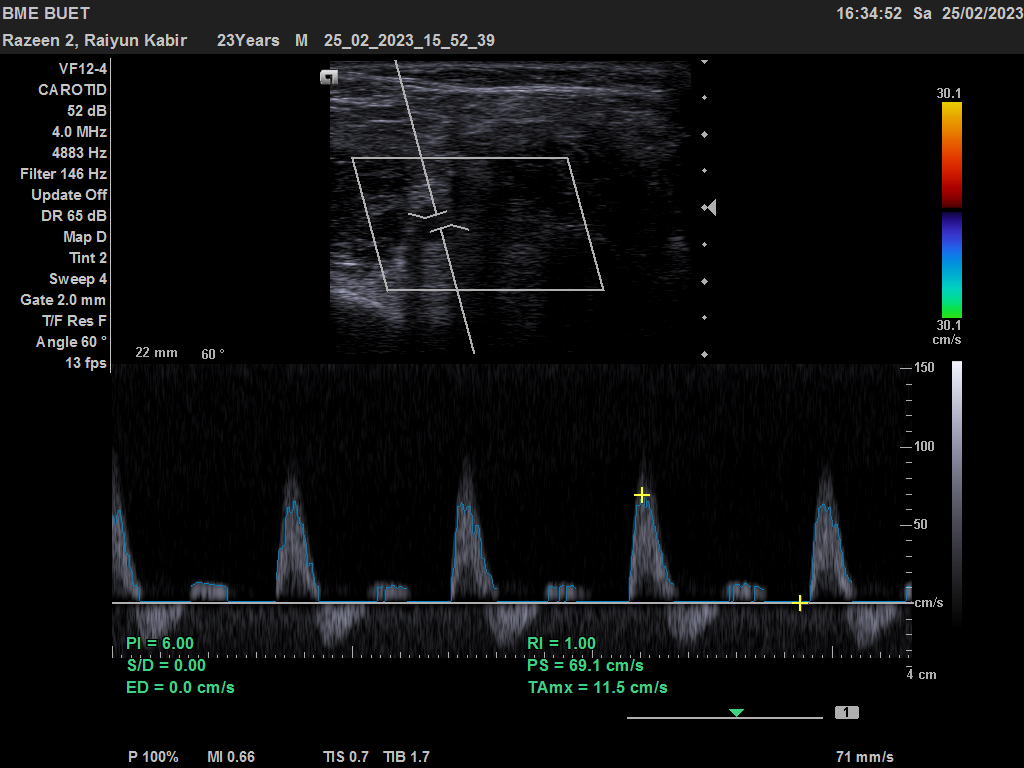 BME BUET 16:34:52 Sa 25/02/2023
Razeen 2, Raiyun Kabir 23Years M 25_02_2023_15_52_39
VF12-4
CAROTID
52 dB
4.0 MHz
4883 Hz
Filter 146 Hz
Update Off
DR 65 dB
Map D
Tint 2
Sweep 4
Gate 2.0 mm
T/F Res F
Angle 60 °
13 fps
22 mm 60 °
30.1
30.1
cm/s
150
100
50
cm/s
4 cm
PI = 6.00 RI = 1.00
S/D = 0.00 PS = 69.1 cm/s
ED = 0.0 cm/s TAmx = 11.5 cm/s
1
P 100% MI 0.66 TIS 0.7 TIB 1.7 71 mm/s